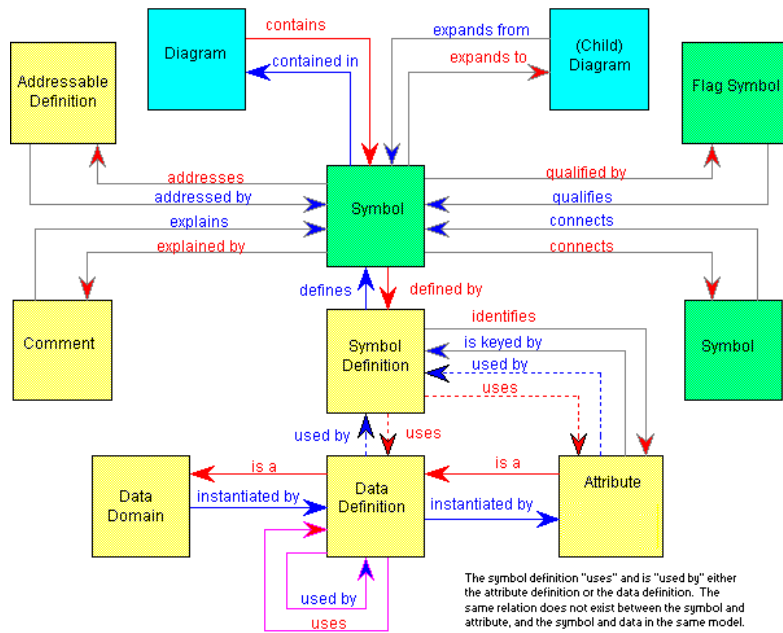 contains
expands from
Diagram
(Child)
Diagram
contained in
expands to
Addressable
Definition
Flag Symbol
addresses
qualified by
addressed by
Symbol
qualifies
explains
connects
explained by
connects
defines
defined by
identifies
Comment
Symbol
Definition
is keyed by
Symbol
used by
uses
used by
uses
is a
is a
Data
Domain
instantiated by
Data
Definition
instantiated by
Attribute
used by
uses
The symbol definition "uses" and is "used by" either
the attribute definition or the data definition.  The
same relation does not exist between the symbol and
attribute, and the symbol and data in the same model.